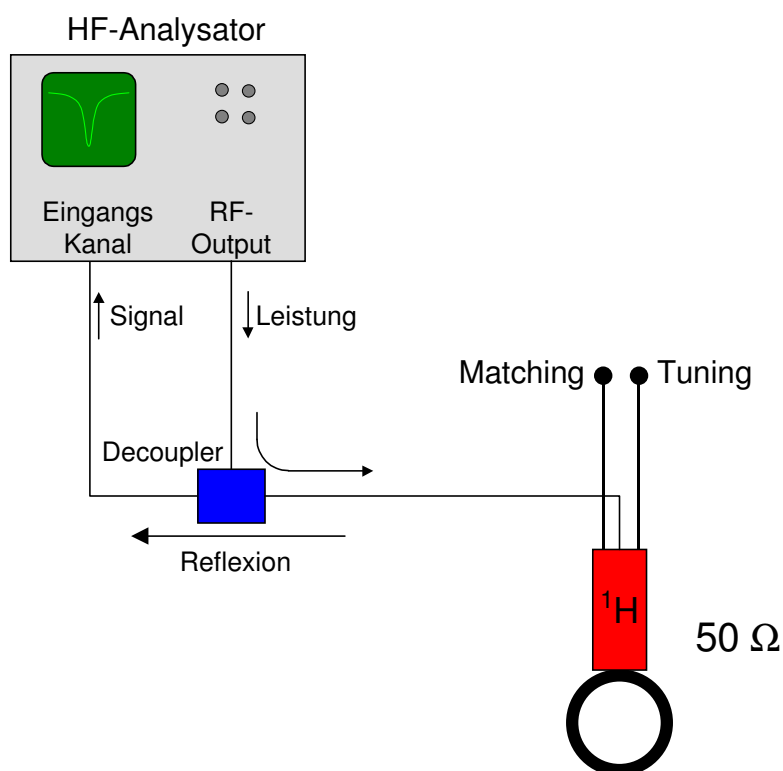 HF-Analysator
Eingangs
Kanal
RF-
Output
Signal
Leistung
Matching
Tuning
Decoupler
Reflexion
¹H
50 Ω